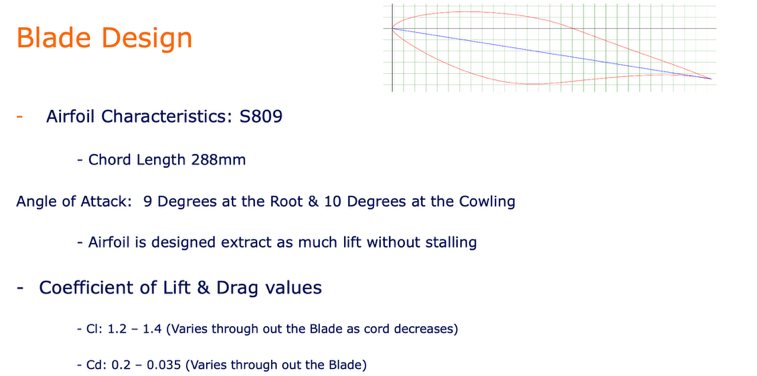 Blade Design
- Airfoil Characteristics: S809
- Chord Length 288mm
Angle of Attack: 9 Degrees at the Root & 10 Degrees at the Cowling
- Airfoil is designed extract as much lift without stalling
- Coefficient of Lift & Drag values
- Cl: 1.2 – 1.4 (Varies through out the Blade as cord decreases)
- Cd: 0.2 – 0.035 (Varies through out the Blade)